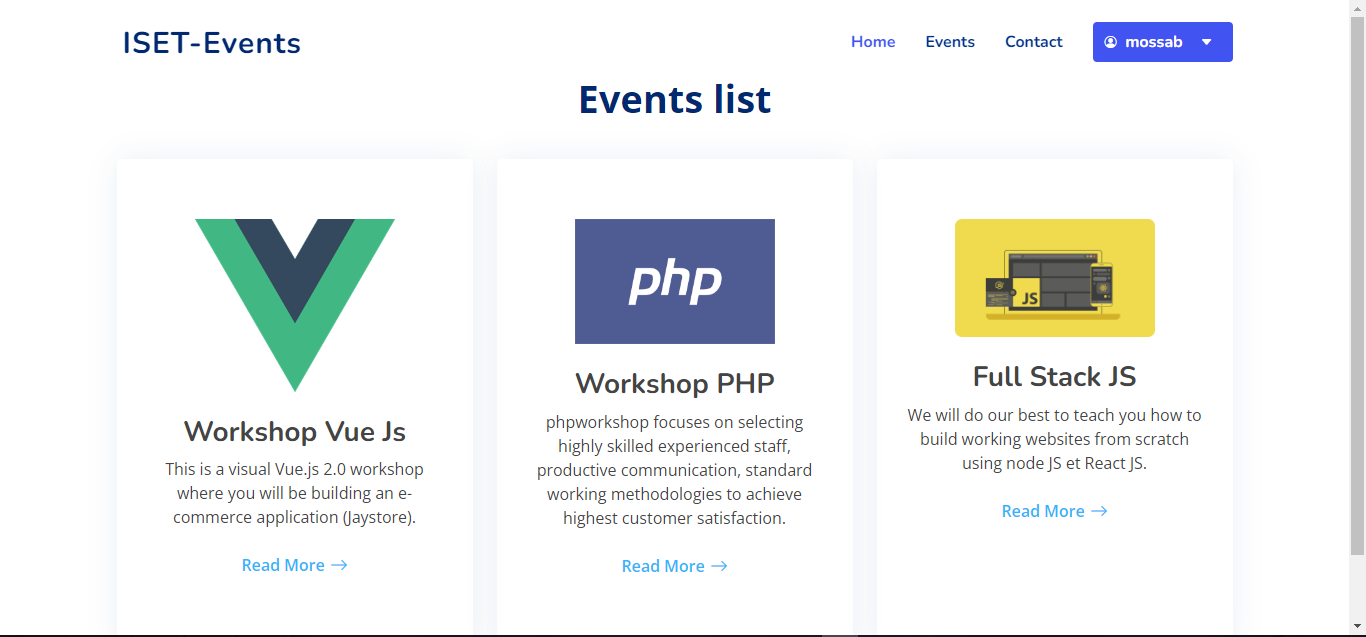 ISET-Events
Home
Events
Contact
mossab
Events list
Workshop Vue Js
This is a visual Vue.js 2.0 workshop
where you will be building an e-
commerce application (Jaystore).
Read More →
php
Workshop PHP
phpworkshop focuses on selecting
highly skilled experienced staff,
productive communication, standard
working methodologies to achieve
highest customer satisfaction.
Read More →
JS
Full Stack JS
We will do our best to teach you how to
build working websites from scratch
using node JS et React JS.
Read More →